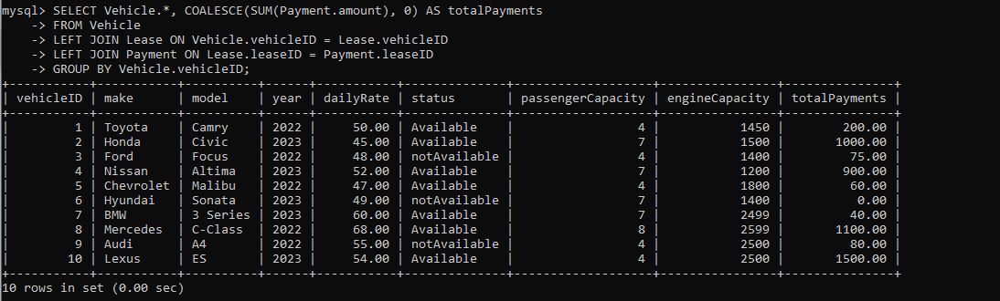 mysql> SELECT Vehicle.*, COALESCE(SUM(Payment.amount), 0) AS totalPayments
    -> FROM Vehicle
    -> LEFT JOIN Lease ON Vehicle.vehicleID = Lease.vehicleID
    -> LEFT JOIN Payment ON Lease.leaseID = Payment.leaseID
    -> GROUP BY Vehicle.vehicleID;
+-----------+-----------+----------+------+-----------+--------------+-------------------+----------------+---------------+
| vehicleID | make      | model    | year | dailyRate | status       | passengerCapacity | engineCapacity | totalPayments |
+-----------+-----------+----------+------+-----------+--------------+-------------------+----------------+---------------+
|         1 | Toyota    | Camry    | 2022 |     50.00 | Available    |                 4 |           1450 |        200.00 |
|         2 | Honda     | Civic    | 2023 |     45.00 | Available    |                 7 |           1500 |       1000.00 |
|         3 | Ford      | Focus    | 2022 |     48.00 | notAvailable |                 4 |           1400 |         75.00 |
|         4 | Nissan    | Altima   | 2023 |     52.00 | Available    |                 7 |           1200 |        900.00 |
|         5 | Chevrolet | Malibu   | 2022 |     47.00 | Available    |                 4 |           1800 |         60.00 |
|         6 | Hyundai   | Sonata   | 2023 |     49.00 | notAvailable |                 7 |           1400 |          0.00 |
|         7 | BMW       | 3 Series | 2023 |     60.00 | Available    |                 7 |           2499 |         40.00 |
|         8 | Mercedes  | C-Class  | 2022 |     68.00 | Available    |                 8 |           2599 |       1100.00 |
|         9 | Audi      | A4       | 2022 |     55.00 | notAvailable |                 4 |           2500 |         80.00 |
|        10 | Lexus     | ES       | 2023 |     54.00 | Available    |                 4 |           2500 |       1500.00 |
+-----------+-----------+----------+------+-----------+--------------+-------------------+----------------+---------------+
10 rows in set (0.00 sec)